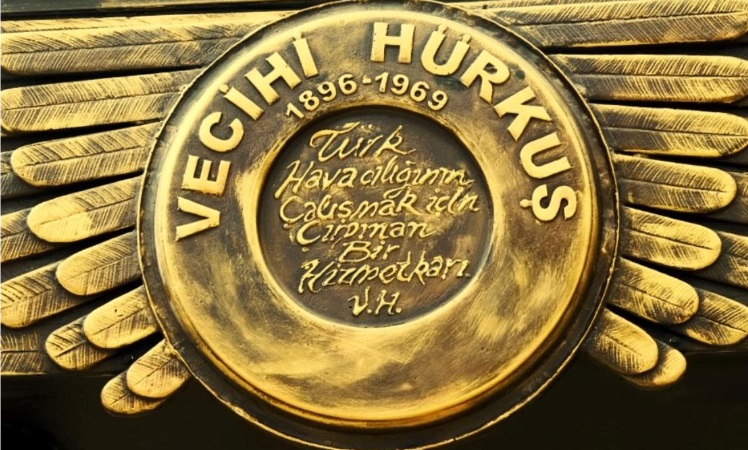 VECİHİ HÜRKUŞ
1896-1969
Türk
Havacılığının
Çalışmak için
Çırpınan
Bir
Hizmetkarı
V.H.